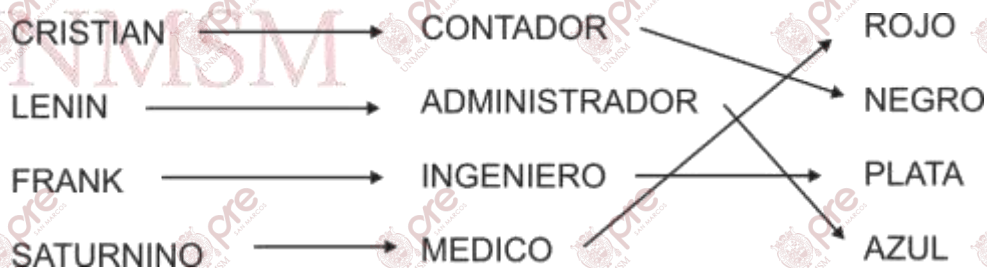 CRISTIAN CONTADOR ROJO
LENIN ADMINISTRADOR NEGRO
FRANK INGENIERO PLATA
SATURNINO MEDICO AZUL